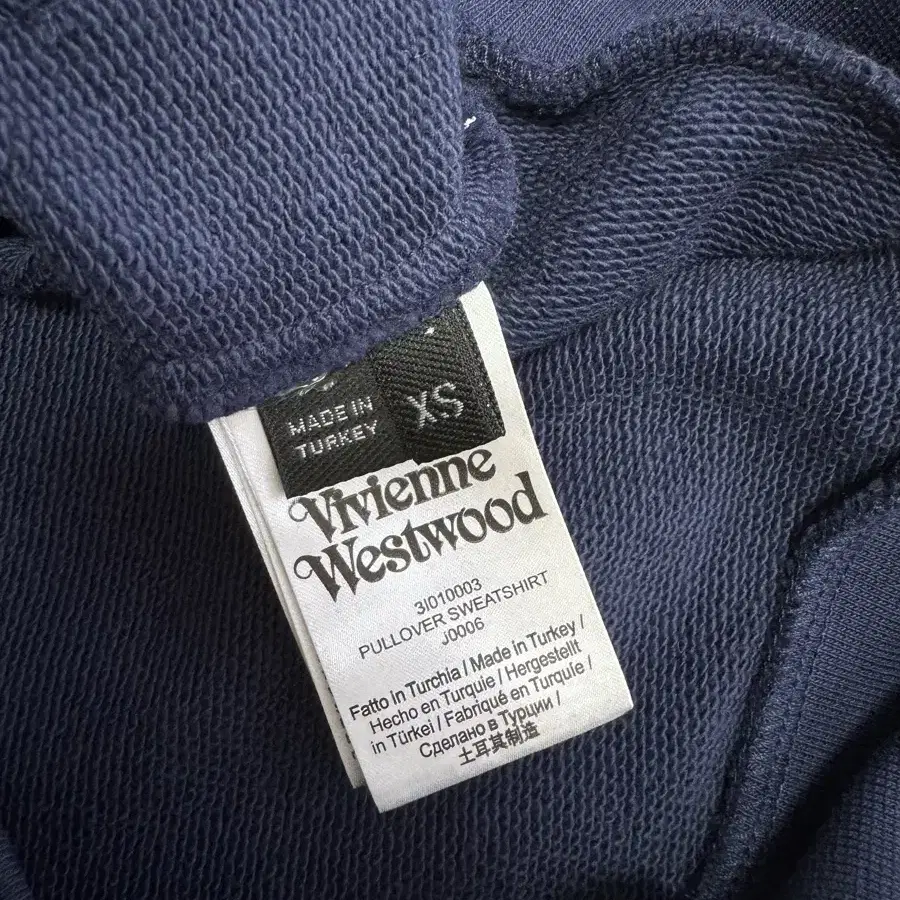 MADE IN
TURKEY
XS
Vivienne
Westwood
3I010003
PULLOVER SWEATSHIRT
J0006
Fatto in Turchia / Made in Turkey /
Hecho en Turquie / Hergestellt
in Türkei / Fabriqué en Turquie /
Сделано в Турции /
土耳其制造